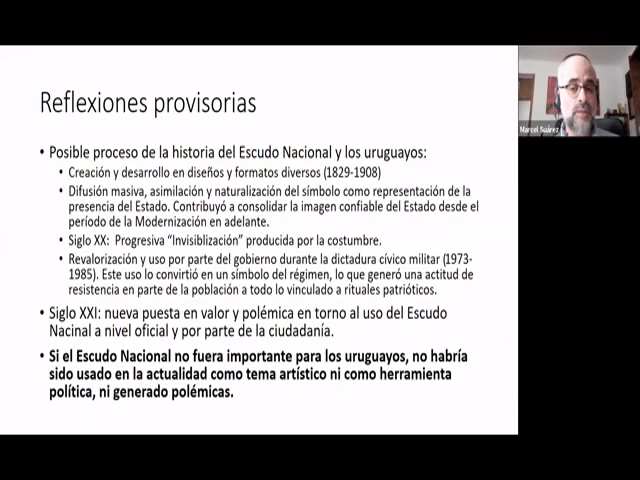 Reflexiones provisorias
• Posible proceso de la historia del Escudo Nacional y los uruguayos:
• Creación y desarrollo en diseños y formatos diversos (1829-1908)
• Difusión masiva, asimilación y naturalización del símbolo como representación de la
presencia del Estado. Contribuyó a consolidar la imagen confiable del Estado desde el
período de la Modernización en adelante.
• Siglo XX: Progresiva “Invisiblización” producida por la costumbre.
• Revalorización y uso por parte del gobierno durante la dictadura cívico militar (1973-
1985). Este uso lo convirtió en un símbolo del régimen, lo que generó una actitud de
resistencia en parte de la población a todo lo vinculado a rituales patrióticos.
• Siglo XXI: nueva puesta en valor y polémica en torno al uso del Escudo
Nacinal a nivel oficial y por parte de la ciudadanía.
• Si el Escudo Nacional no fuera importante para los uruguayos, no habría
sido usado en la actualidad como tema artístico ni como herramienta
política, ni generado polémicas.
Marcel Suárez